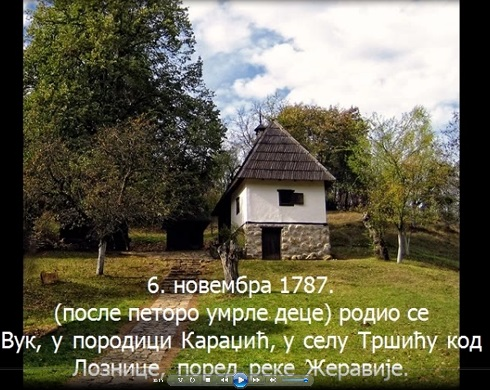 6. новембра 1787.
(после петоро умрле деце) родио се
Вук, у породици Караџић, у селу Тршићу код
Лознице, поред реке Жеравије.